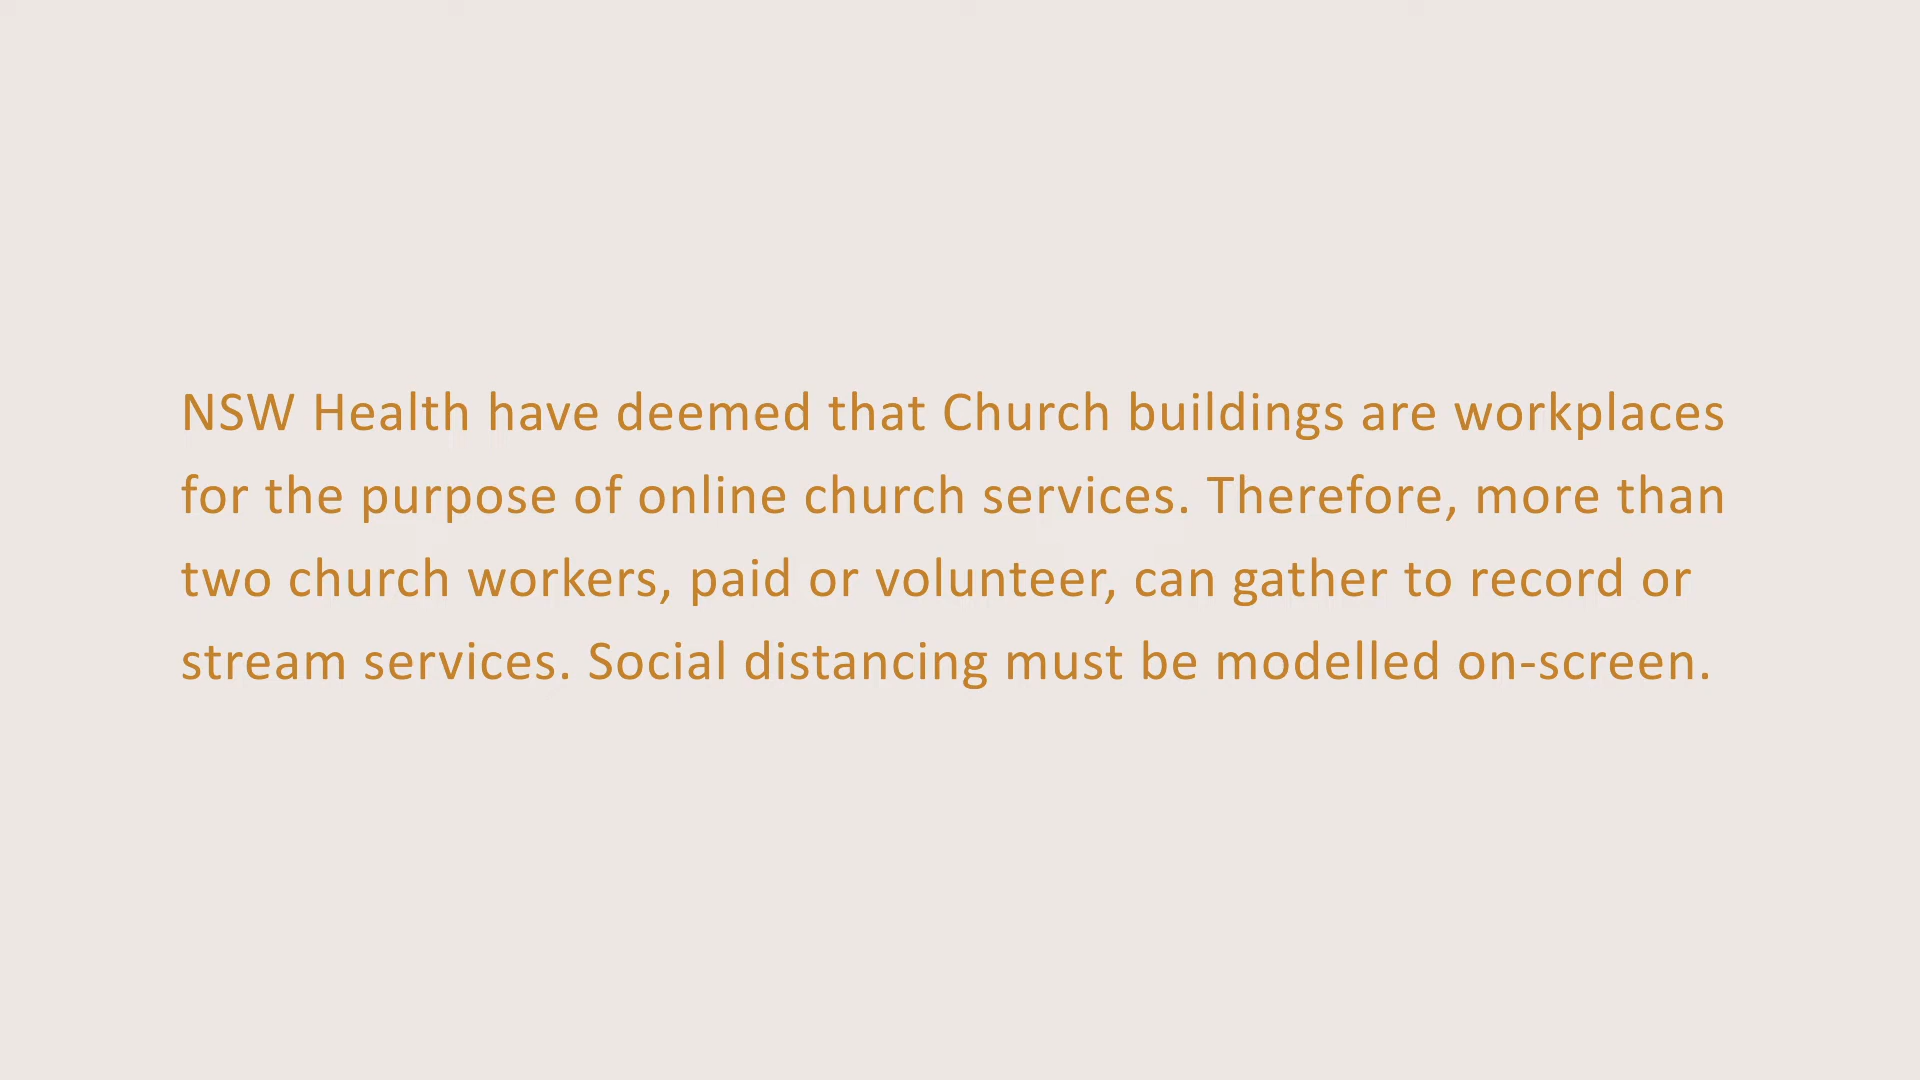 NSW Health have deemed that Church buildings are workplaces
for the purpose of online church services. Therefore, more than
two church workers, paid or volunteer, can gather to record or
stream services. Social distancing must be modelled on-screen.